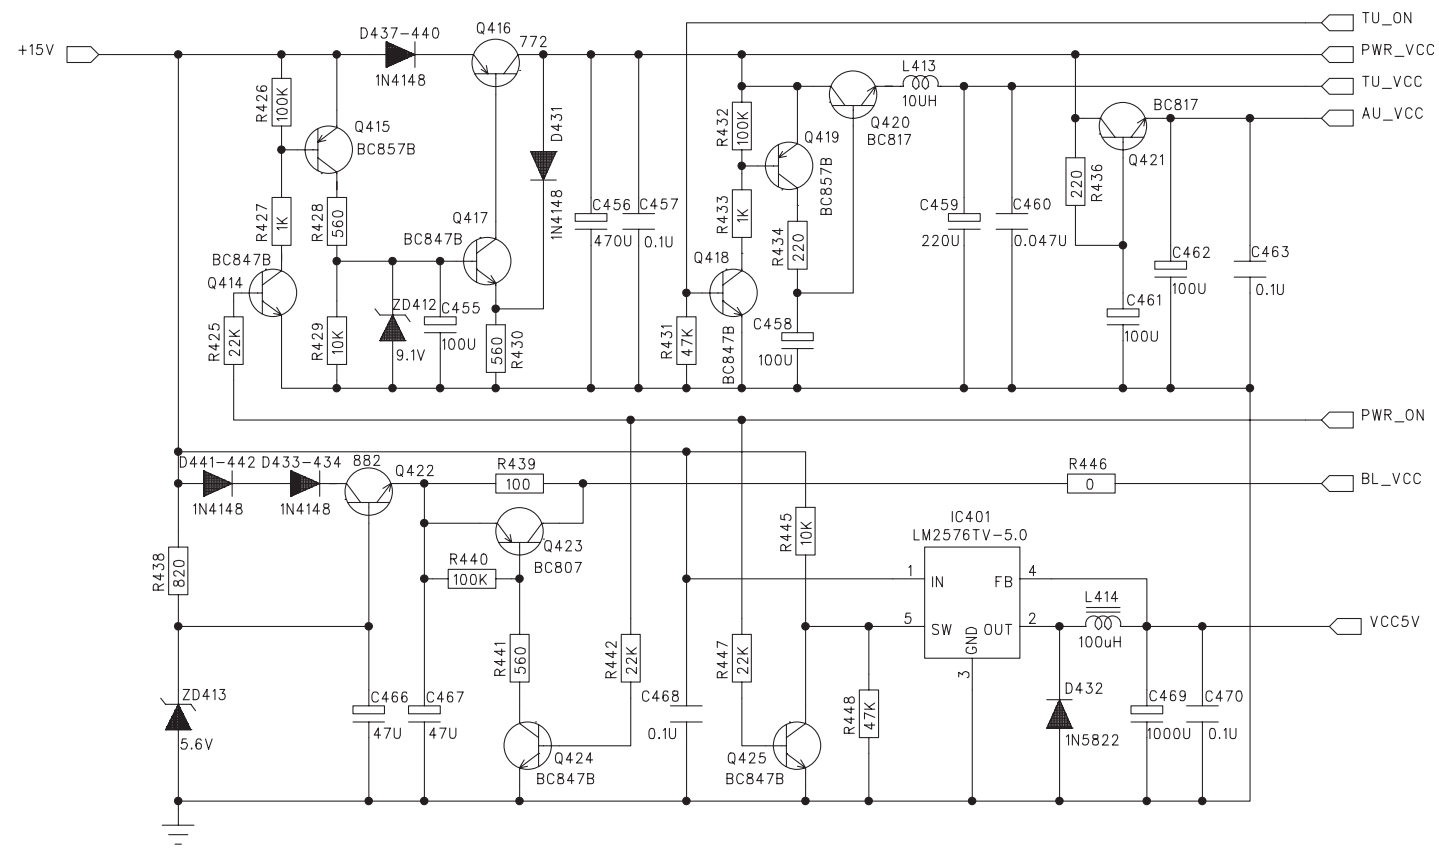 TU_ON
+15V
D437-440
1N4148
Q416
772
PWR_VCC
L413
10UH
TU_VCC
R426
100K
Q415
BC857B
D431
1N4148
R432
100K
Q420
BC817
BC817
Q421
AU_VCC
Q419
BC857B
R436
220
R427
1K
R428
560
Q417
BC847B
C456
470U
C457
0.1U
R433
1K
R434
220
C459
220U
C460
0.047U
BC847B
Q414
Q418
BC847B
C462
100U
C463
0.1U
R425
22K
R429
10K
ZD412
9.1V
C455
100U
R430
560
R431
47K
C458
100U
C461
100U
PWR_ON
D441-442
1N4148
D433-434
1N4148
882
Q422
R439
100
R446
0
BL_VCC
R445
10K
IC401
LM2576TV-5.0
Q423
BC807
R440
100K
R438
820
1
IN
FB
4
5
SW
OUT
2
GND
3
L414
100uH
VCC5V
R441
560
R442
22K
R447
22K
ZD413
5.6V
C466
47U
C467
47U
C468
0.1U
R448
47K
D432
1N5822
C469
1000U
C470
0.1U
Q424
BC847B
Q425
BC847B